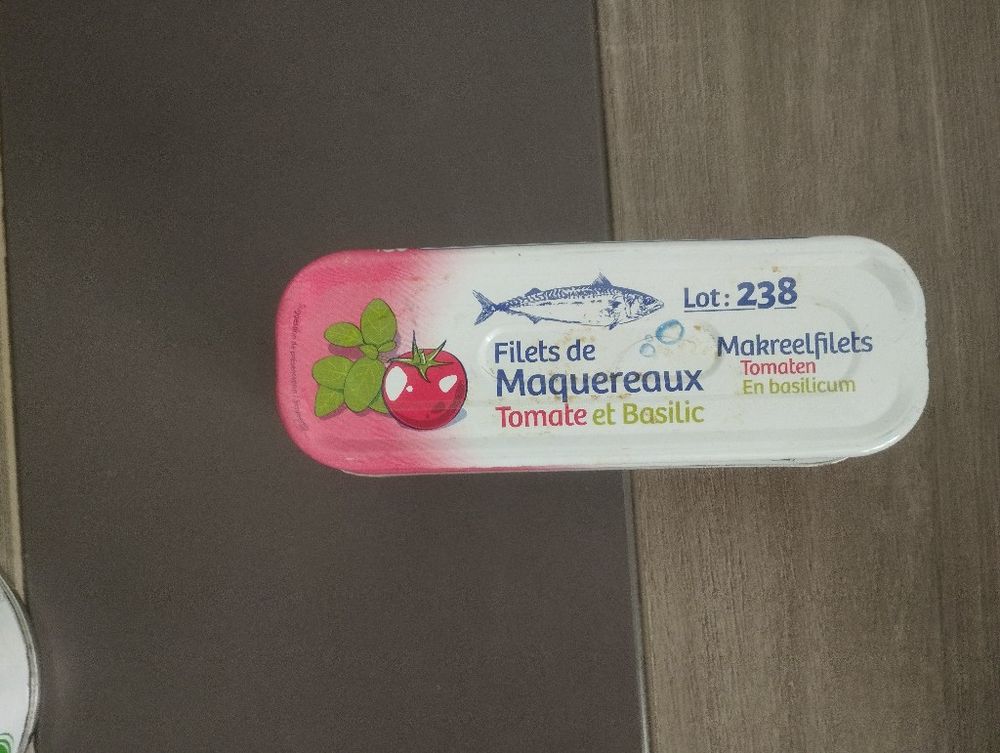 Filets de
Maquereaux
Tomate et Basilic
Lot : 238
Makreelfilets
Tomaten
En basilicum